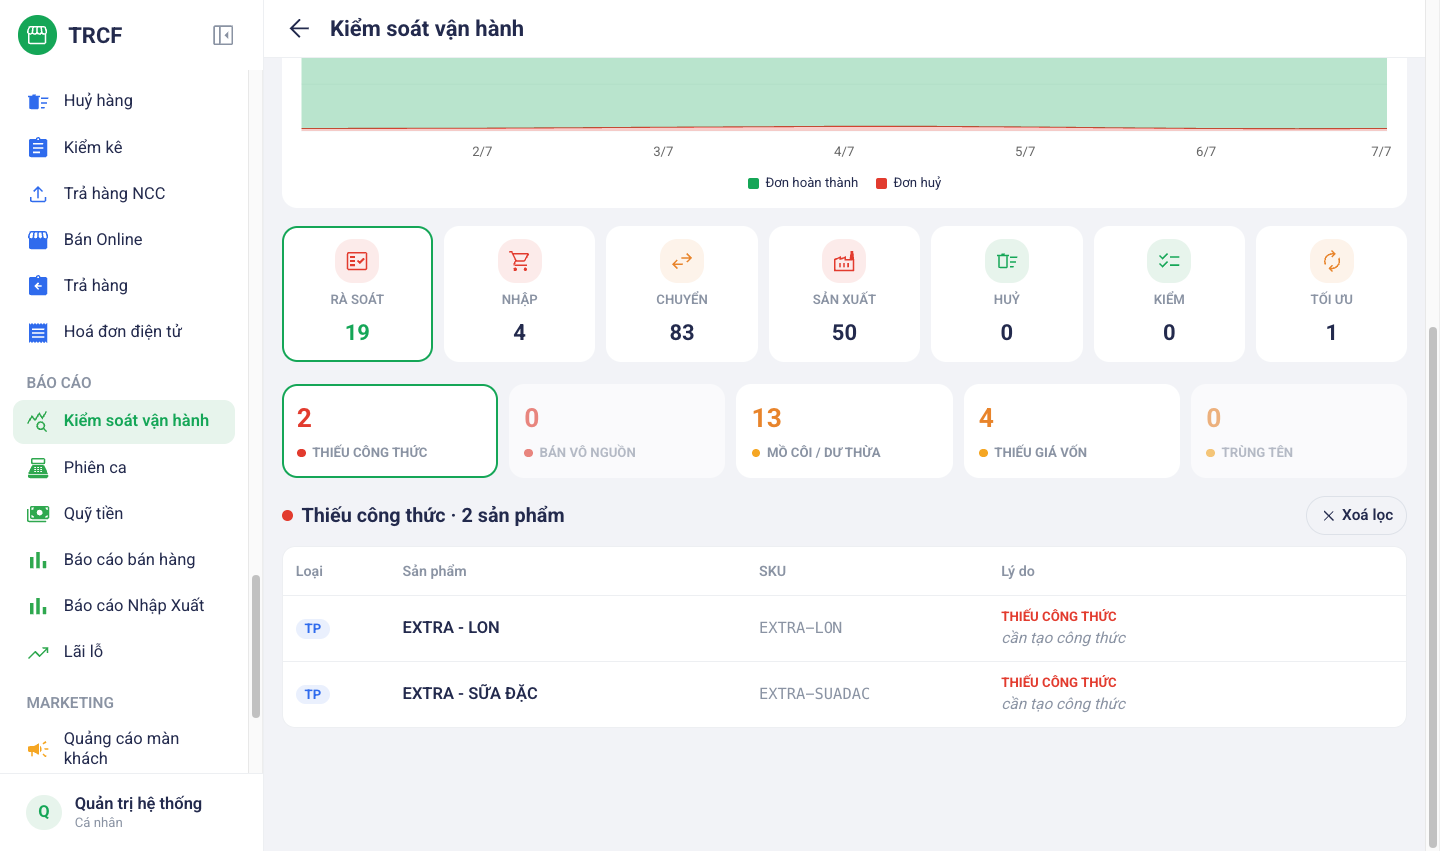 TRCF
Huỷ hàng
Kiểm kê
Trả hàng NCC
Bán Online
Trả hàng
Hoá đơn điện tử
BÁO CÁO
Kiểm soát vận hành
Phiên ca
Quỹ tiền
Báo cáo bán hàng
Báo cáo Nhập Xuất
Lãi lỗ
MARKETING
Quảng cáo màn
khách
Q
Quản trị hệ thống
Cá nhân
Kiểm soát vận hành
2/7 3/7 4/7 5/7 6/7 7/7
Đơn hoàn thành Đơn huỷ
RÀ SOÁT NHẬP CHUYỂN SẢN XUẤT HUỶ KIỂM TỐI ƯU
19 4 83 50 0 0 1
2 0 13 4 0
THIẾU CÔNG THỨC BÁN VÔ NGUỒN MỒ CÔI / DƯ THỪA THIẾU GIÁ VỐN TRÙNG TÊN
Thiếu công thức · 2 sản phẩm
Xoá lọc
Loại Sản phẩm SKU Lý do
TP EXTRA - LON EXTRA–LON THIẾU CÔNG THỨC
cần tạo công thức
TP EXTRA - SỮA ĐẶC EXTRA–SUADAC THIẾU CÔNG THỨC
cần tạo công thức